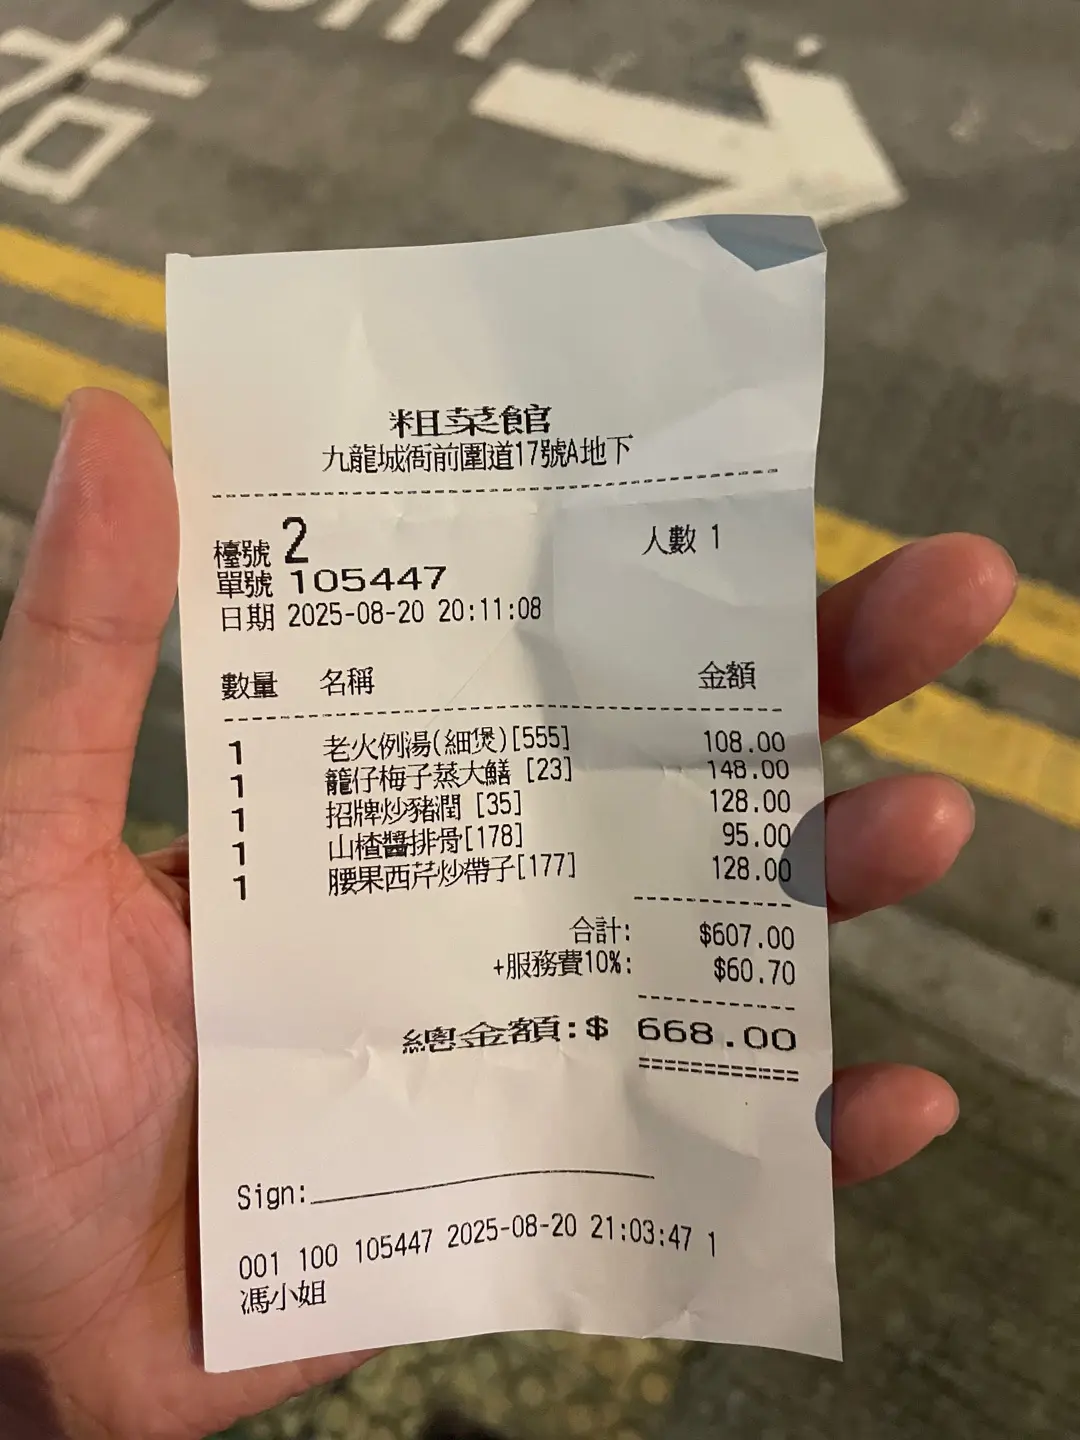 粗菜館
九龍城衙前圍道17號A地下
檯號 2 人數 1
單號 105447
日期 2025-08-20 20:11:08
數量 名稱 金額
1 老火例湯(細煲)[555] 108.00
1 籠仔梅子蒸大鱔 [23] 148.00
1 招牌炒豬潤 [35] 128.00
1 山楂醬排骨[178] 95.00
1 腰果西芹炒帶子[177] 128.00
合計: $607.00
+服務費10%: $60.70
總金額:$ 668.00
Sign:
001 100 105447 2025-08-20 21:03:47 1
馮小姐